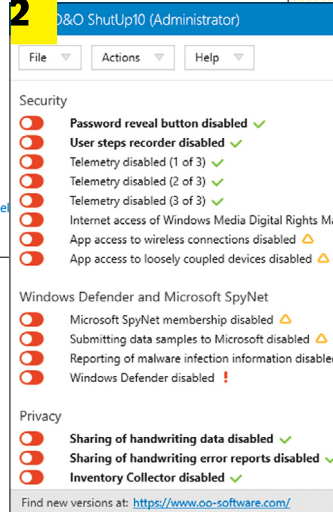 2
O&O ShutUp10 (Administrator)
File Actions Help
Security
Password reveal button disabled
User steps recorder disabled
Telemetry disabled (1 of 3)
Telemetry disabled (2 of 3)
Telemetry disabled (3 of 3)
Internet access of Windows Media Digital Rights Ma
App access to wireless connections disabled
App access to loosely coupled devices disabled
Windows Defender and Microsoft SpyNet
Microsoft SpyNet membership disabled
Submitting data samples to Microsoft disabled
Reporting of malware infection information disable
Windows Defender disabled
Privacy
Sharing of handwriting data disabled
Sharing of handwriting error reports disabled
Inventory Collector disabled
Find new versions at: https://www.oo-software.com/